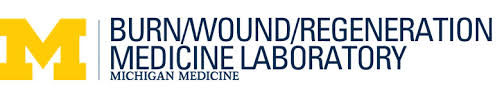 M
BURN/WOUND/REGENERATION
MEDICINE LABORATORY
MICHIGAN MEDICINE